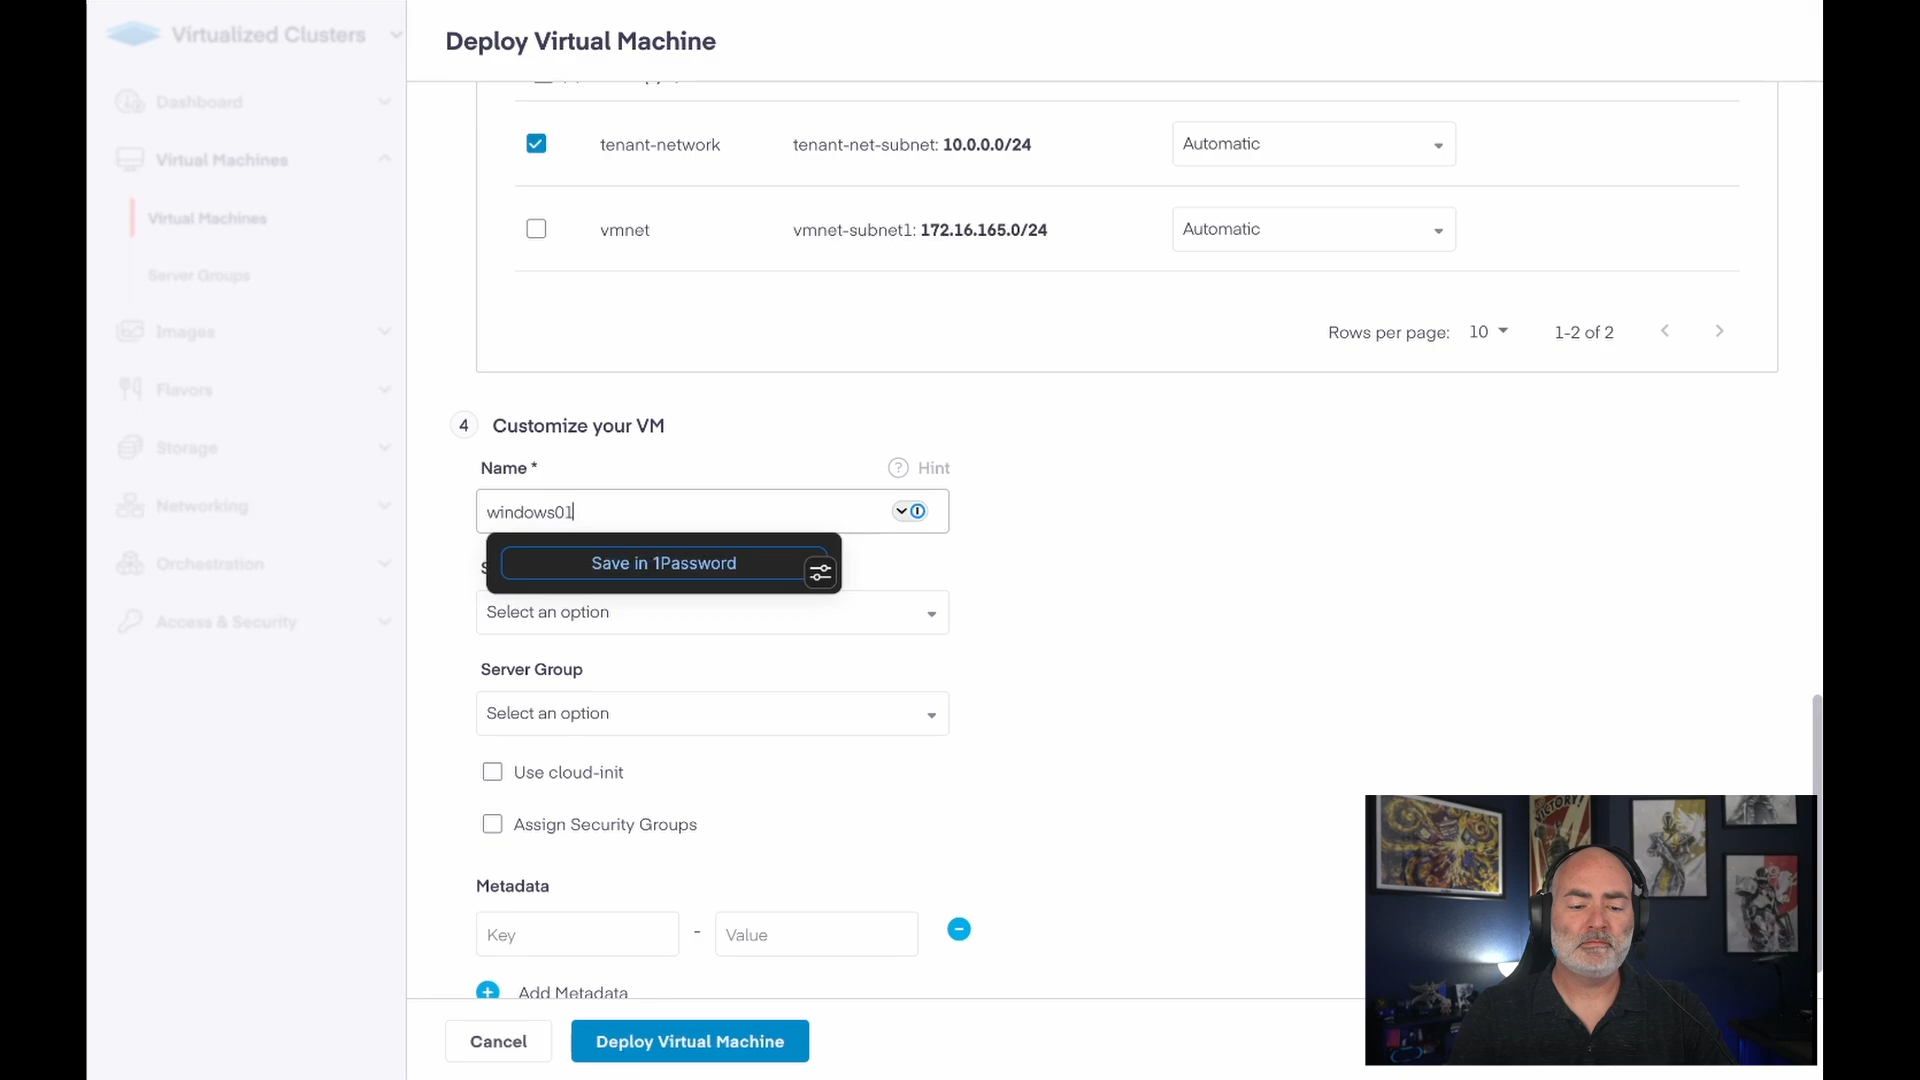 Virtualized Clusters
Deploy Virtual Machine
Dashboard
Virtual Machines
Virtual Machines
Server Groups
Images
Flavors
Storage
Networking
Orchestration
Access & Security
tenant-network tenant-net-subnet: 10.0.0.0/24 Automatic
vmnet vmnet-subnet1: 172.16.165.0/24 Automatic
Rows per page: 10 1-2 of 2
4 Customize your VM
Name * ? Hint
windows01
Save in 1Password
Select an option
Server Group
Select an option
Use cloud-init
Assign Security Groups
Metadata
Key - Value
Add Metadata
Cancel Deploy Virtual Machine
VICTORY!